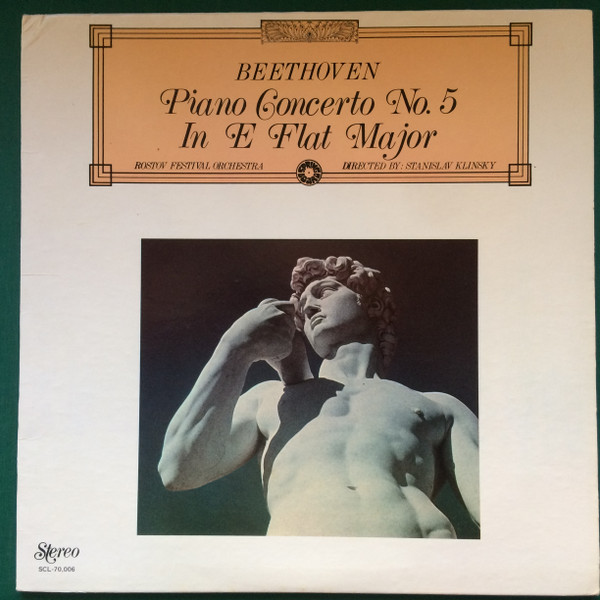 BEETHOVEN
Piano Concerto No. 5
In E Flat Major
ROSTOV FESTIVAL ORCHESTRA
DIRECTED BY: STANISLAV KLINSKY
Stereo
SCL-70,006